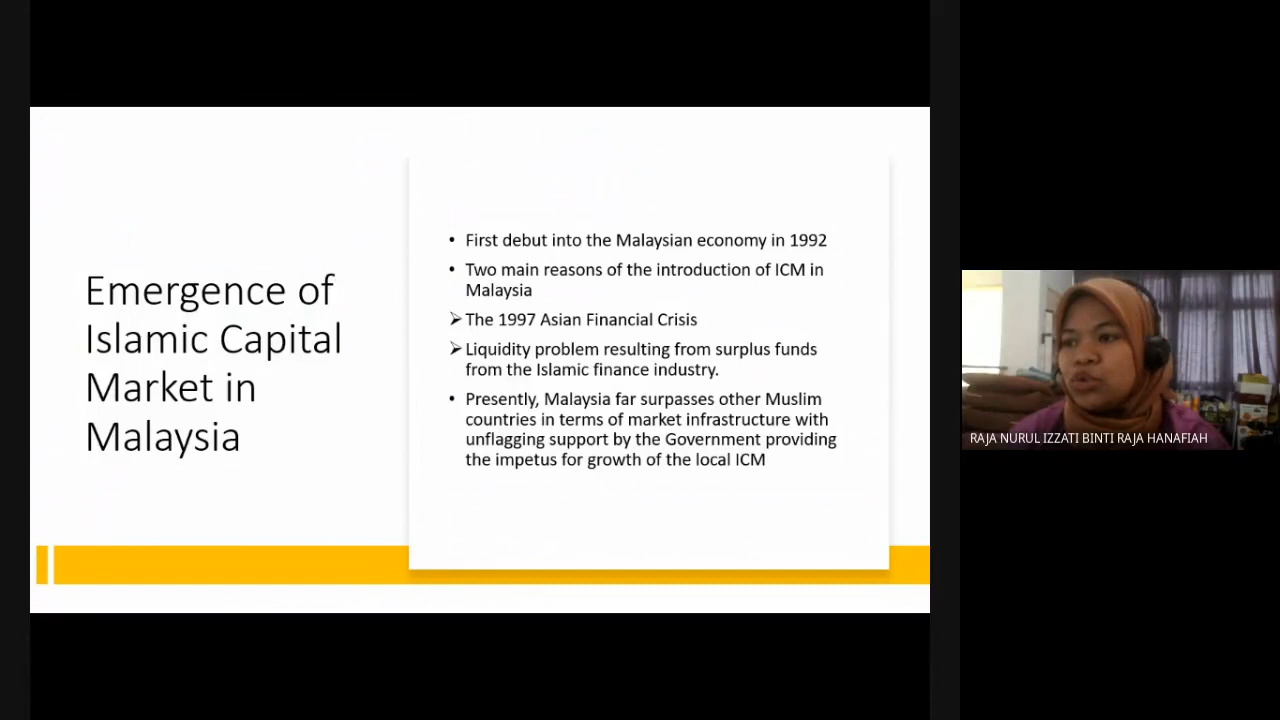 Emergence of
Islamic Capital
Market in
Malaysia
• First debut into the Malaysian economy in 1992
• Two main reasons of the introduction of ICM in
Malaysia
➢ The 1997 Asian Financial Crisis
➢ Liquidity problem resulting from surplus funds
from the Islamic finance industry.
• Presently, Malaysia far surpasses other Muslim
countries in terms of market infrastructure with
unflagging support by the Government providing
the impetus for growth of the local ICM
RAJA NURUL IZZATI BINTI RAJA HANAFIAH